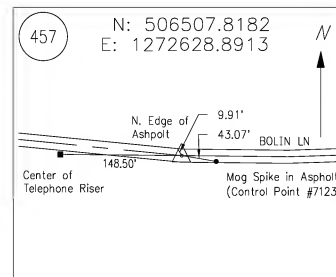 457
N: 506507.8182
E: 1272628.8913
N
N. Edge of
Ashpolt
9.91'
43.07'
BOLIN LN
148.50'
Center of
Telephone Riser
Mag Spike in Asphol
(Control Point #7123